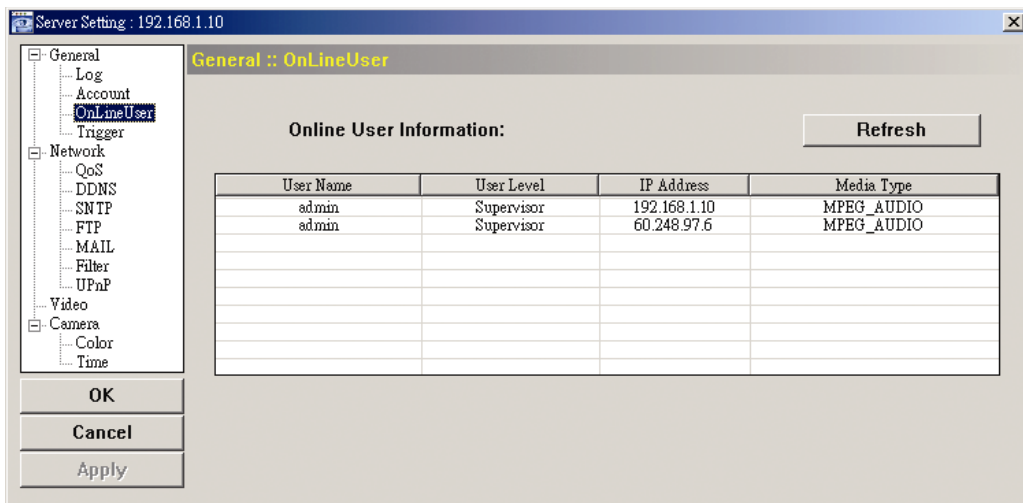 Server Setting : 192.168.1.10
General
Log
Account
OnLineUser
Trigger
Network
QoS
DDNS
SNTP
FTP
MAIL
Filter
UPnP
Video
Camera
Color
Time
OK
Cancel
Apply
General :: OnLineUser
Online User Information:
Refresh
User Name User Level IP Address Media Type
admin Supervisor 192.168.1.10 MPEG_AUDIO
admin Supervisor 60.248.97.6 MPEG_AUDIO